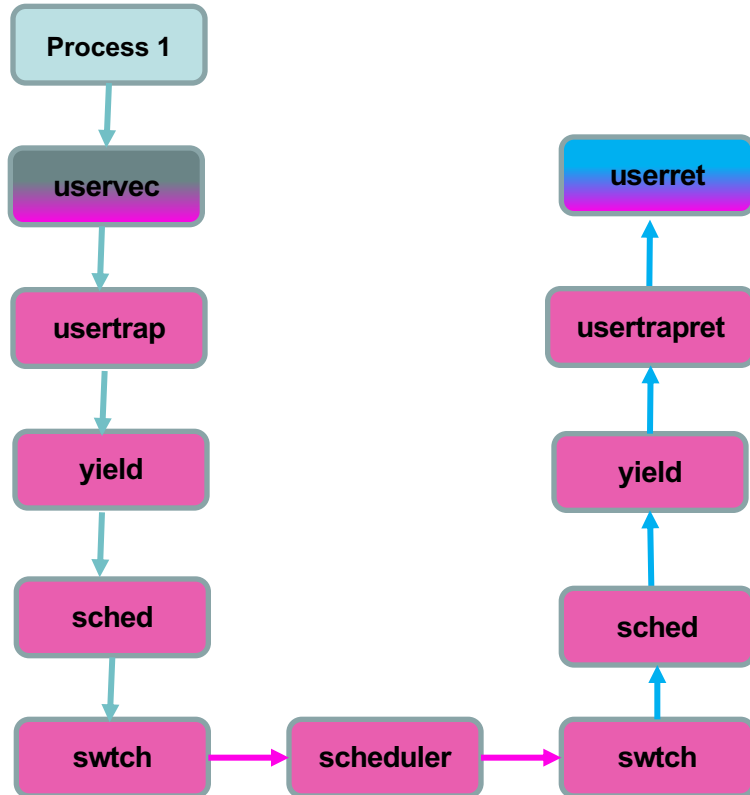 Process 1
uservec
userret
usertrap
usertrapret
yield
yield
sched
sched
swtch
scheduler
swtch